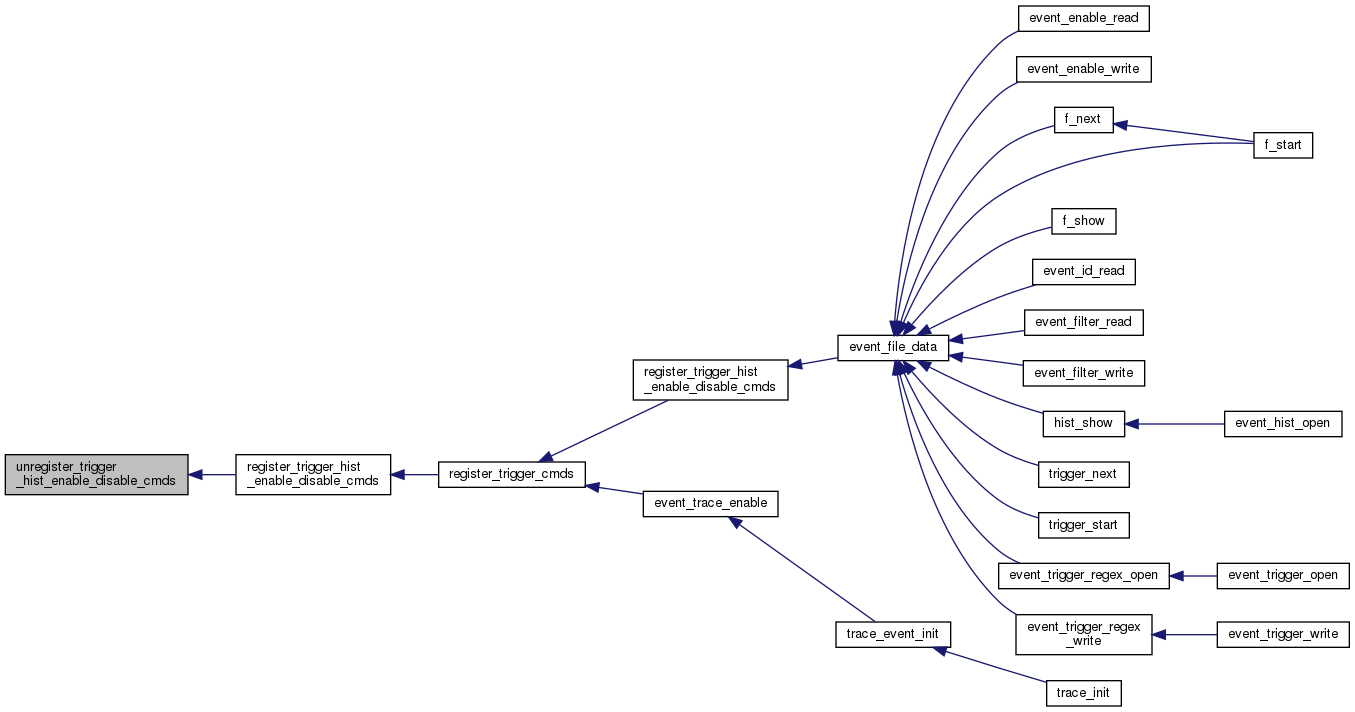 event_enable_read
event_enable_write
f_next
f_start
f_show
event_id_read
event_filter_read
event_file_data
register_trigger_hist
_enable_disable_cmds
event_filter_write
hist_show
event_hist_open
unregister_trigger
_hist_enable_disable_cmds
register_trigger_hist
_enable_disable_cmds
register_trigger_cmds
trigger_next
event_trace_enable
trigger_start
event_trigger_regex_open
event_trigger_open
trace_event_init
event_trigger_regex
_write
event_trigger_write
trace_init